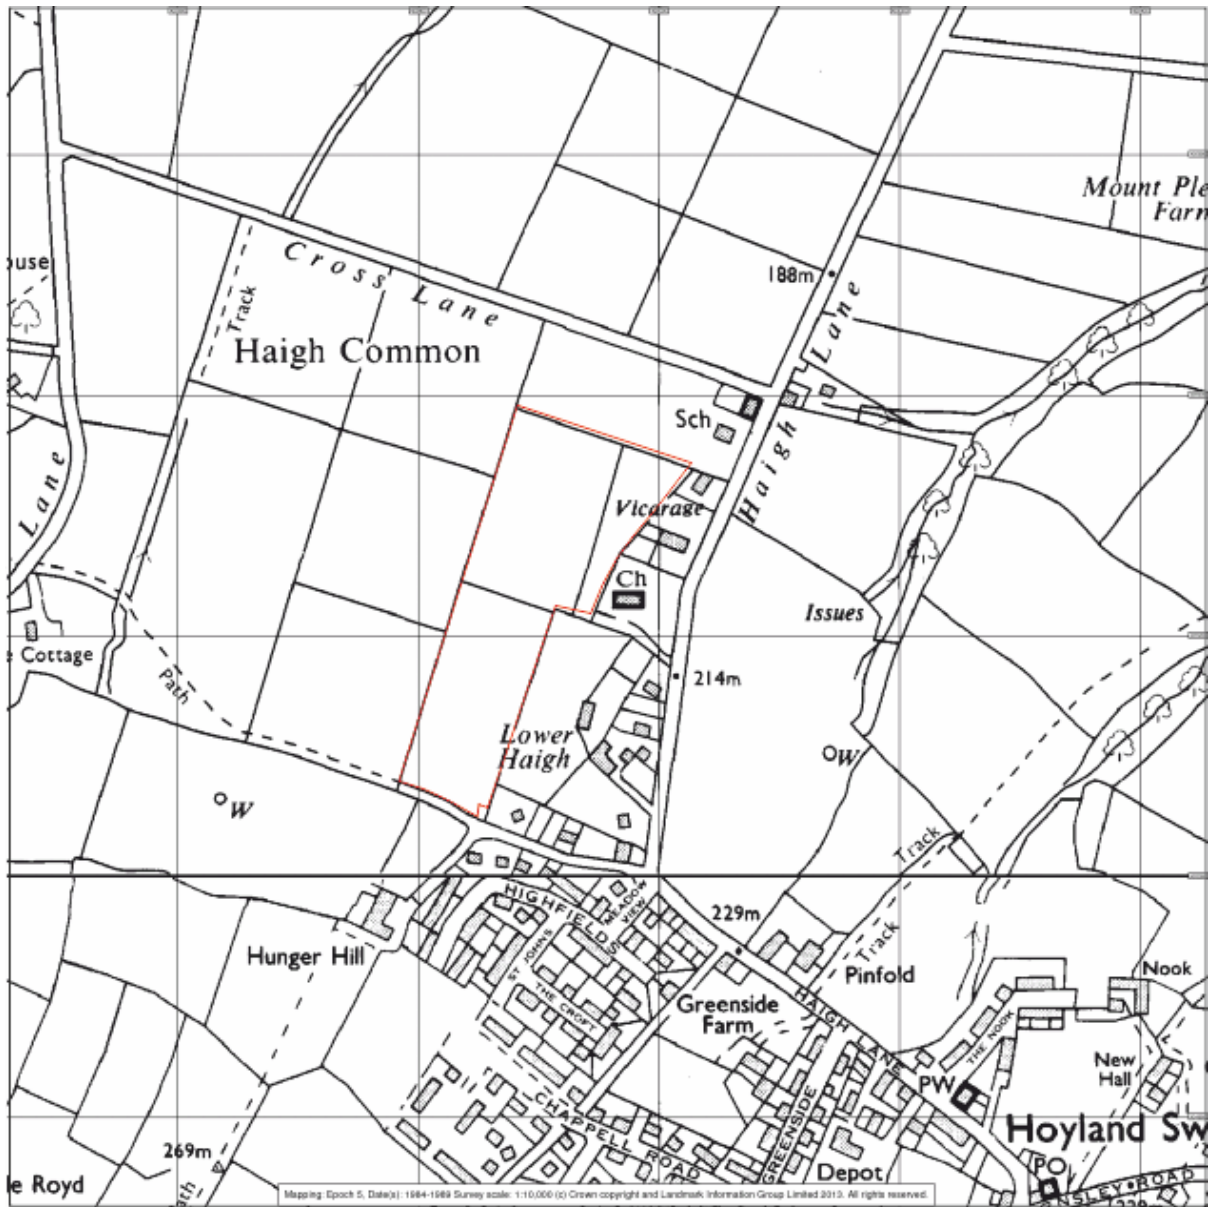 Mount Ple
Farm
ouse
Cross Lane
188m
Track
Lane
Haigh Common
Sch
Haigh
Lane
Vicarage
Ch
Issues
e Cottage
Path
214m
Lower
Haigh
W
W
Track
HIGHFIELDS
MEADOW
VIEW
229m
Hunger Hill
ST JOHNS
Track
Pinfold
Nook
THE CROFT
Greenside
Farm
HAIGH LANE
THE NOOK
New
Hall
PW
CHAPPELL ROAD
GREENSIDE
Hoyland Sw
269m
Depot
PO
le Royd
Path
NSLEY ROAD
Mapping: Epoch 5, Date(s): 1984-1989 Survey scale: 1:10,000 (c) Crown copyright and Landmark Information Group Limited 2013. All rights reserved.